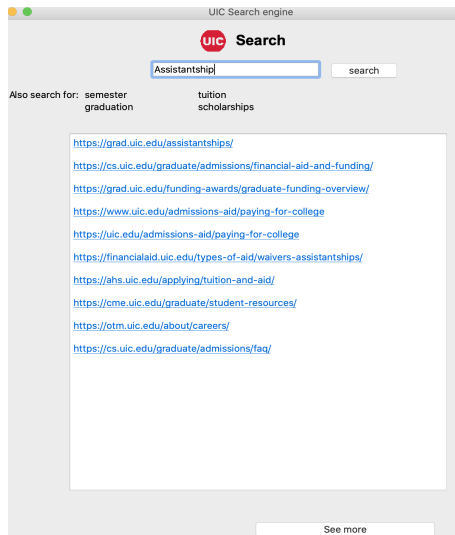 UIC Search engine
UIC Search
Assistantship search
Also search for: semester tuition
graduation scholarships
https://grad.uic.edu/assistantships/
https://cs.uic.edu/graduate/admissions/financial-aid-and-funding/
https://grad.uic.edu/funding-awards/graduate-funding-overview/
https://www.uic.edu/admissions-aid/paying-for-college
https://uic.edu/admissions-aid/paying-for-college
https://financialaid.uic.edu/types-of-aid/waivers-assistantships/
https://ahs.uic.edu/applying/tuition-and-aid/
https://cme.uic.edu/graduate/student-resources/
https://otm.uic.edu/about/careers/
https://cs.uic.edu/graduate/admissions/faq/
See more